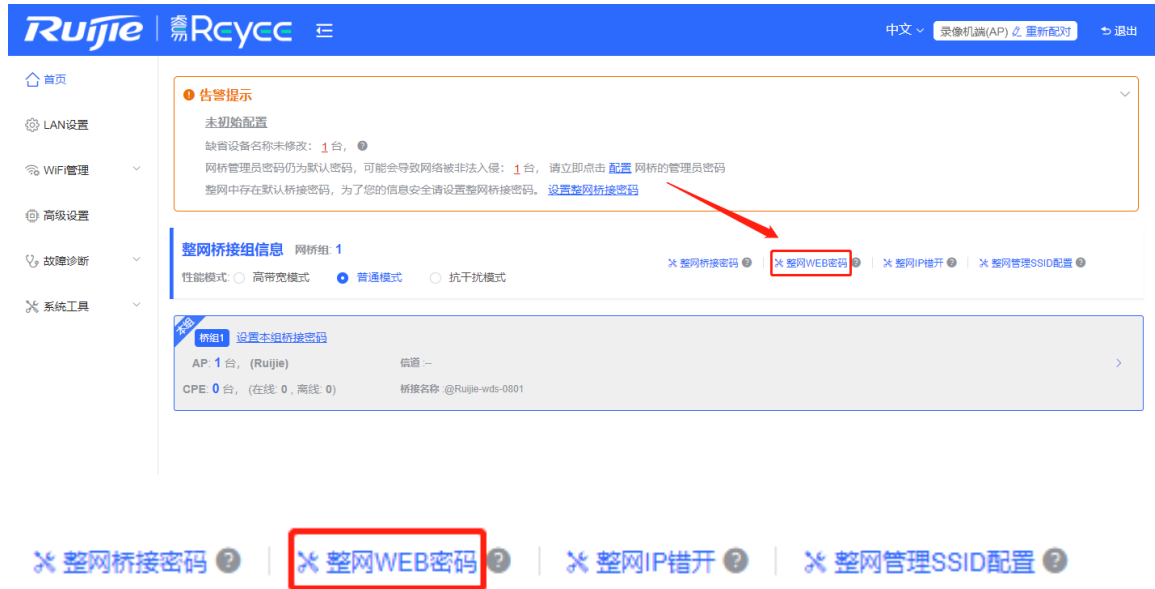 Ruijie 睿易 Reyee 中文 录像机端(AP) 重新配对 退出
首页
LAN设置
WiFi管理
高级设置
故障诊断
系统工具
告警提示
未初始配置
缺省设备名称未修改： 1 台，
网桥管理员密码仍为默认密码，可能会导致网络被非法入侵： 1 台， 请立即点击 配置 网桥的管理员密码
整网中存在默认桥接密码，为了您的信息安全请设置整网桥接密码。 设置整网桥接密码
整网桥接组信息 网桥组: 1
性能模式: 高带宽模式 普通模式 抗干扰模式
整网桥接密码 ? 整网WEB密码 ? 整网IP错开 ? 整网管理SSID配置 ?
本组
桥组1 设置本组桥接密码
AP: 1 台， (Ruijie) 信道 :--
CPE: 0 台， (在线: 0 , 离线: 0) 桥接名称 :@Ruijie-wds-0801
整网桥接密码 ? 整网WEB密码 ? 整网IP错开 ? 整网管理SSID配置 ?